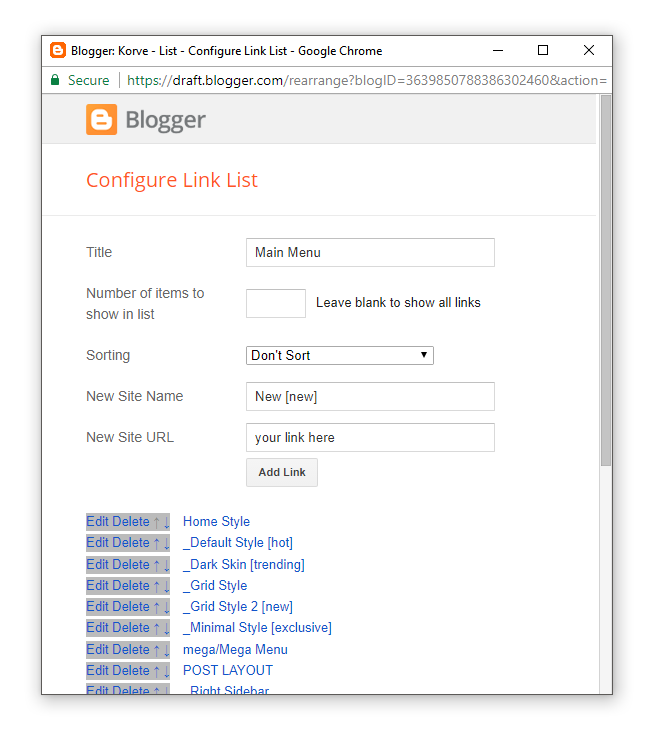 Blogger: Korve - List - Configure Link List - Google Chrome
Secure https://draft.blogger.com/rearrange?blogID=3639850788386302460&action=
Blogger
Configure Link List
Title Main Menu
Number of items to show in list Leave blank to show all links
Sorting Don't Sort
New Site Name New [new]
New Site URL your link here
Add Link
Edit Delete ↑ ↓ Home Style
Edit Delete ↑ ↓ _Default Style [hot]
Edit Delete ↑ ↓ _Dark Skin [trending]
Edit Delete ↑ ↓ _Grid Style
Edit Delete ↑ ↓ _Grid Style 2 [new]
Edit Delete ↑ ↓ _Minimal Style [exclusive]
Edit Delete ↑ ↓ mega/Mega Menu
Edit Delete ↑ ↓ POST LAYOUT
Edit Delete ↑ ↓ _Right Sidebar